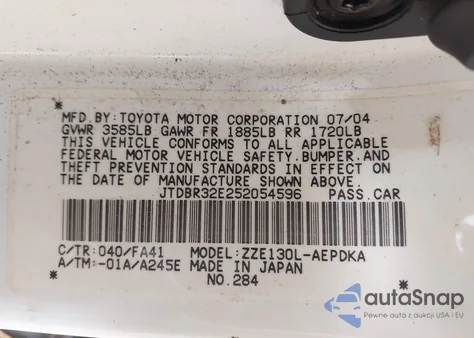 MFD.BY:TOYOTA MOTOR CORPORATION 07/04
GVWR 3585LB GAWR FR 1885LB RR 1720LB
THIS VEHICLE CONFORMS TO ALL APPLICABLE
FEDERAL MOTOR VEHICLE SAFETY.BUMPER.AND
THEFT PREVENTION STANDARDS IN EFFECT ON
THE DATE OF MANUFACTURE SHOWN ABOVE.
JTDBR32E252054596 PASS.CAR
C/TR:040/FA41 MODEL:ZZE130L-AEPDKA
A/TM:-01A/A245E MADE IN JAPAN
NO.284
autoSnap
Pewne auta z aukcji USA i EU